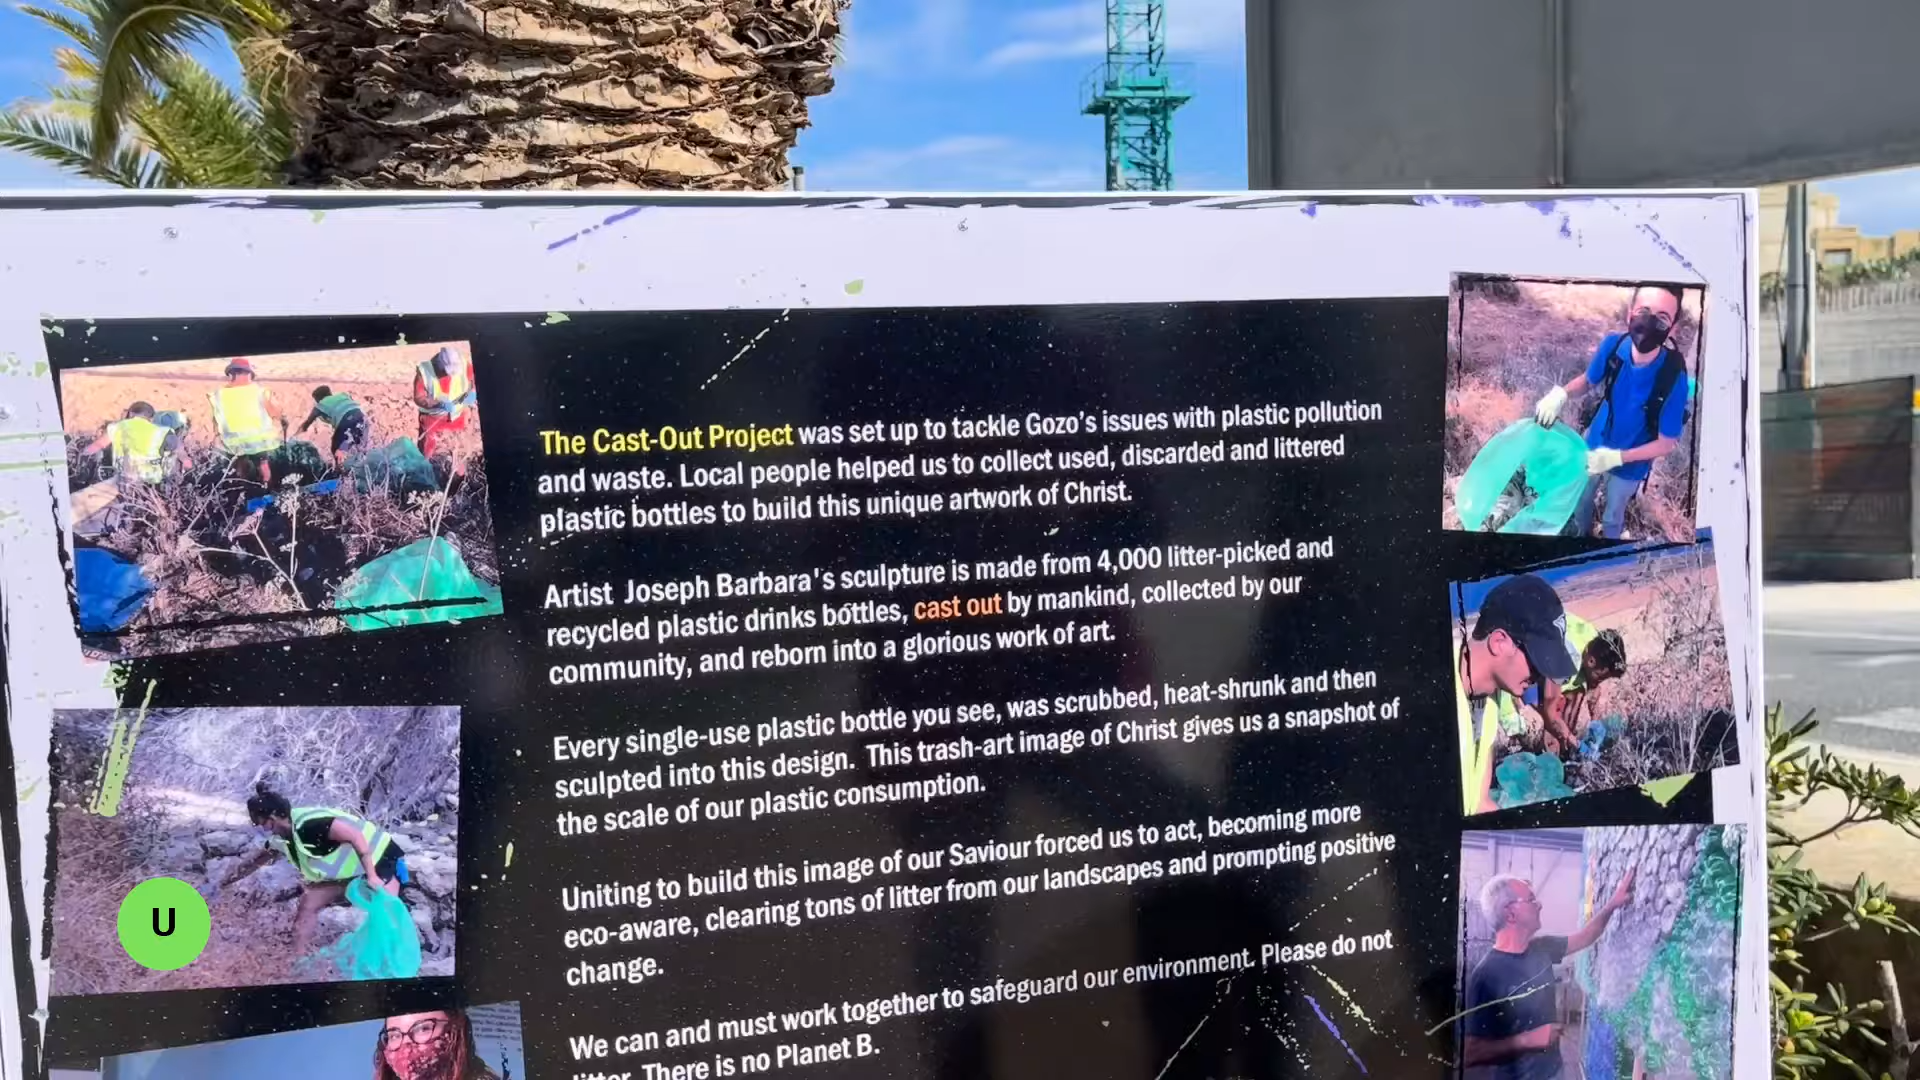 The Cast-Out Project was set up to tackle Gozo's issues with plastic pollution
and waste. Local people helped us to collect used, discarded and littered
plastic bottles to build this unique artwork of Christ.
Artist Joseph Barbara's sculpture is made from 4,000 litter-picked and
recycled plastic drinks bottles, cast out by mankind, collected by our
community, and reborn into a glorious work of art.
Every single-use plastic bottle you see, was scrubbed, heat-shrunk and then
sculpted into this design. This trash-art image of Christ gives us a snapshot of
the scale of our plastic consumption.
Uniting to build this image of our Saviour forced us to act, becoming more
eco-aware, clearing tons of litter from our landscapes and prompting positive
change.
We can and must work together to safeguard our environment. Please do not
litter. There is no Planet B.
U